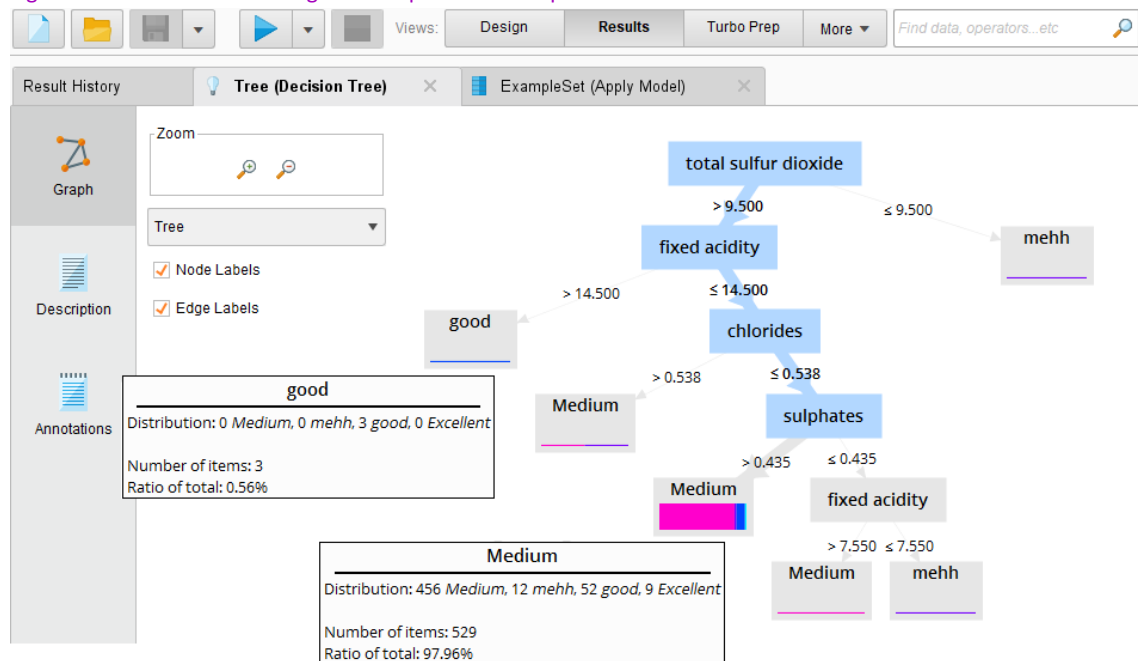 Views:
Design
Results
Turbo Prep
More
Find data, operators...etc
Result History
Tree (Decision Tree)
ExampleSet (Apply Model)
Graph
Description
Annotations
Zoom
Tree
Node Labels
Edge Labels
total sulfur dioxide
> 9.500
≤ 9.500
mehh
fixed acidity
> 14.500
≤ 14.500
good
chlorides
> 0.538
≤ 0.538
Medium
sulphates
> 0.435
≤ 0.435
Medium
fixed acidity
> 7.550
≤ 7.550
Medium
mehh
good
Distribution: 0 Medium, 0 mehh, 3 good, 0 Excellent
Number of items: 3
Ratio of total: 0.56%
Medium
Distribution: 456 Medium, 12 mehh, 52 good, 9 Excellent
Number of items: 529
Ratio of total: 97.96%